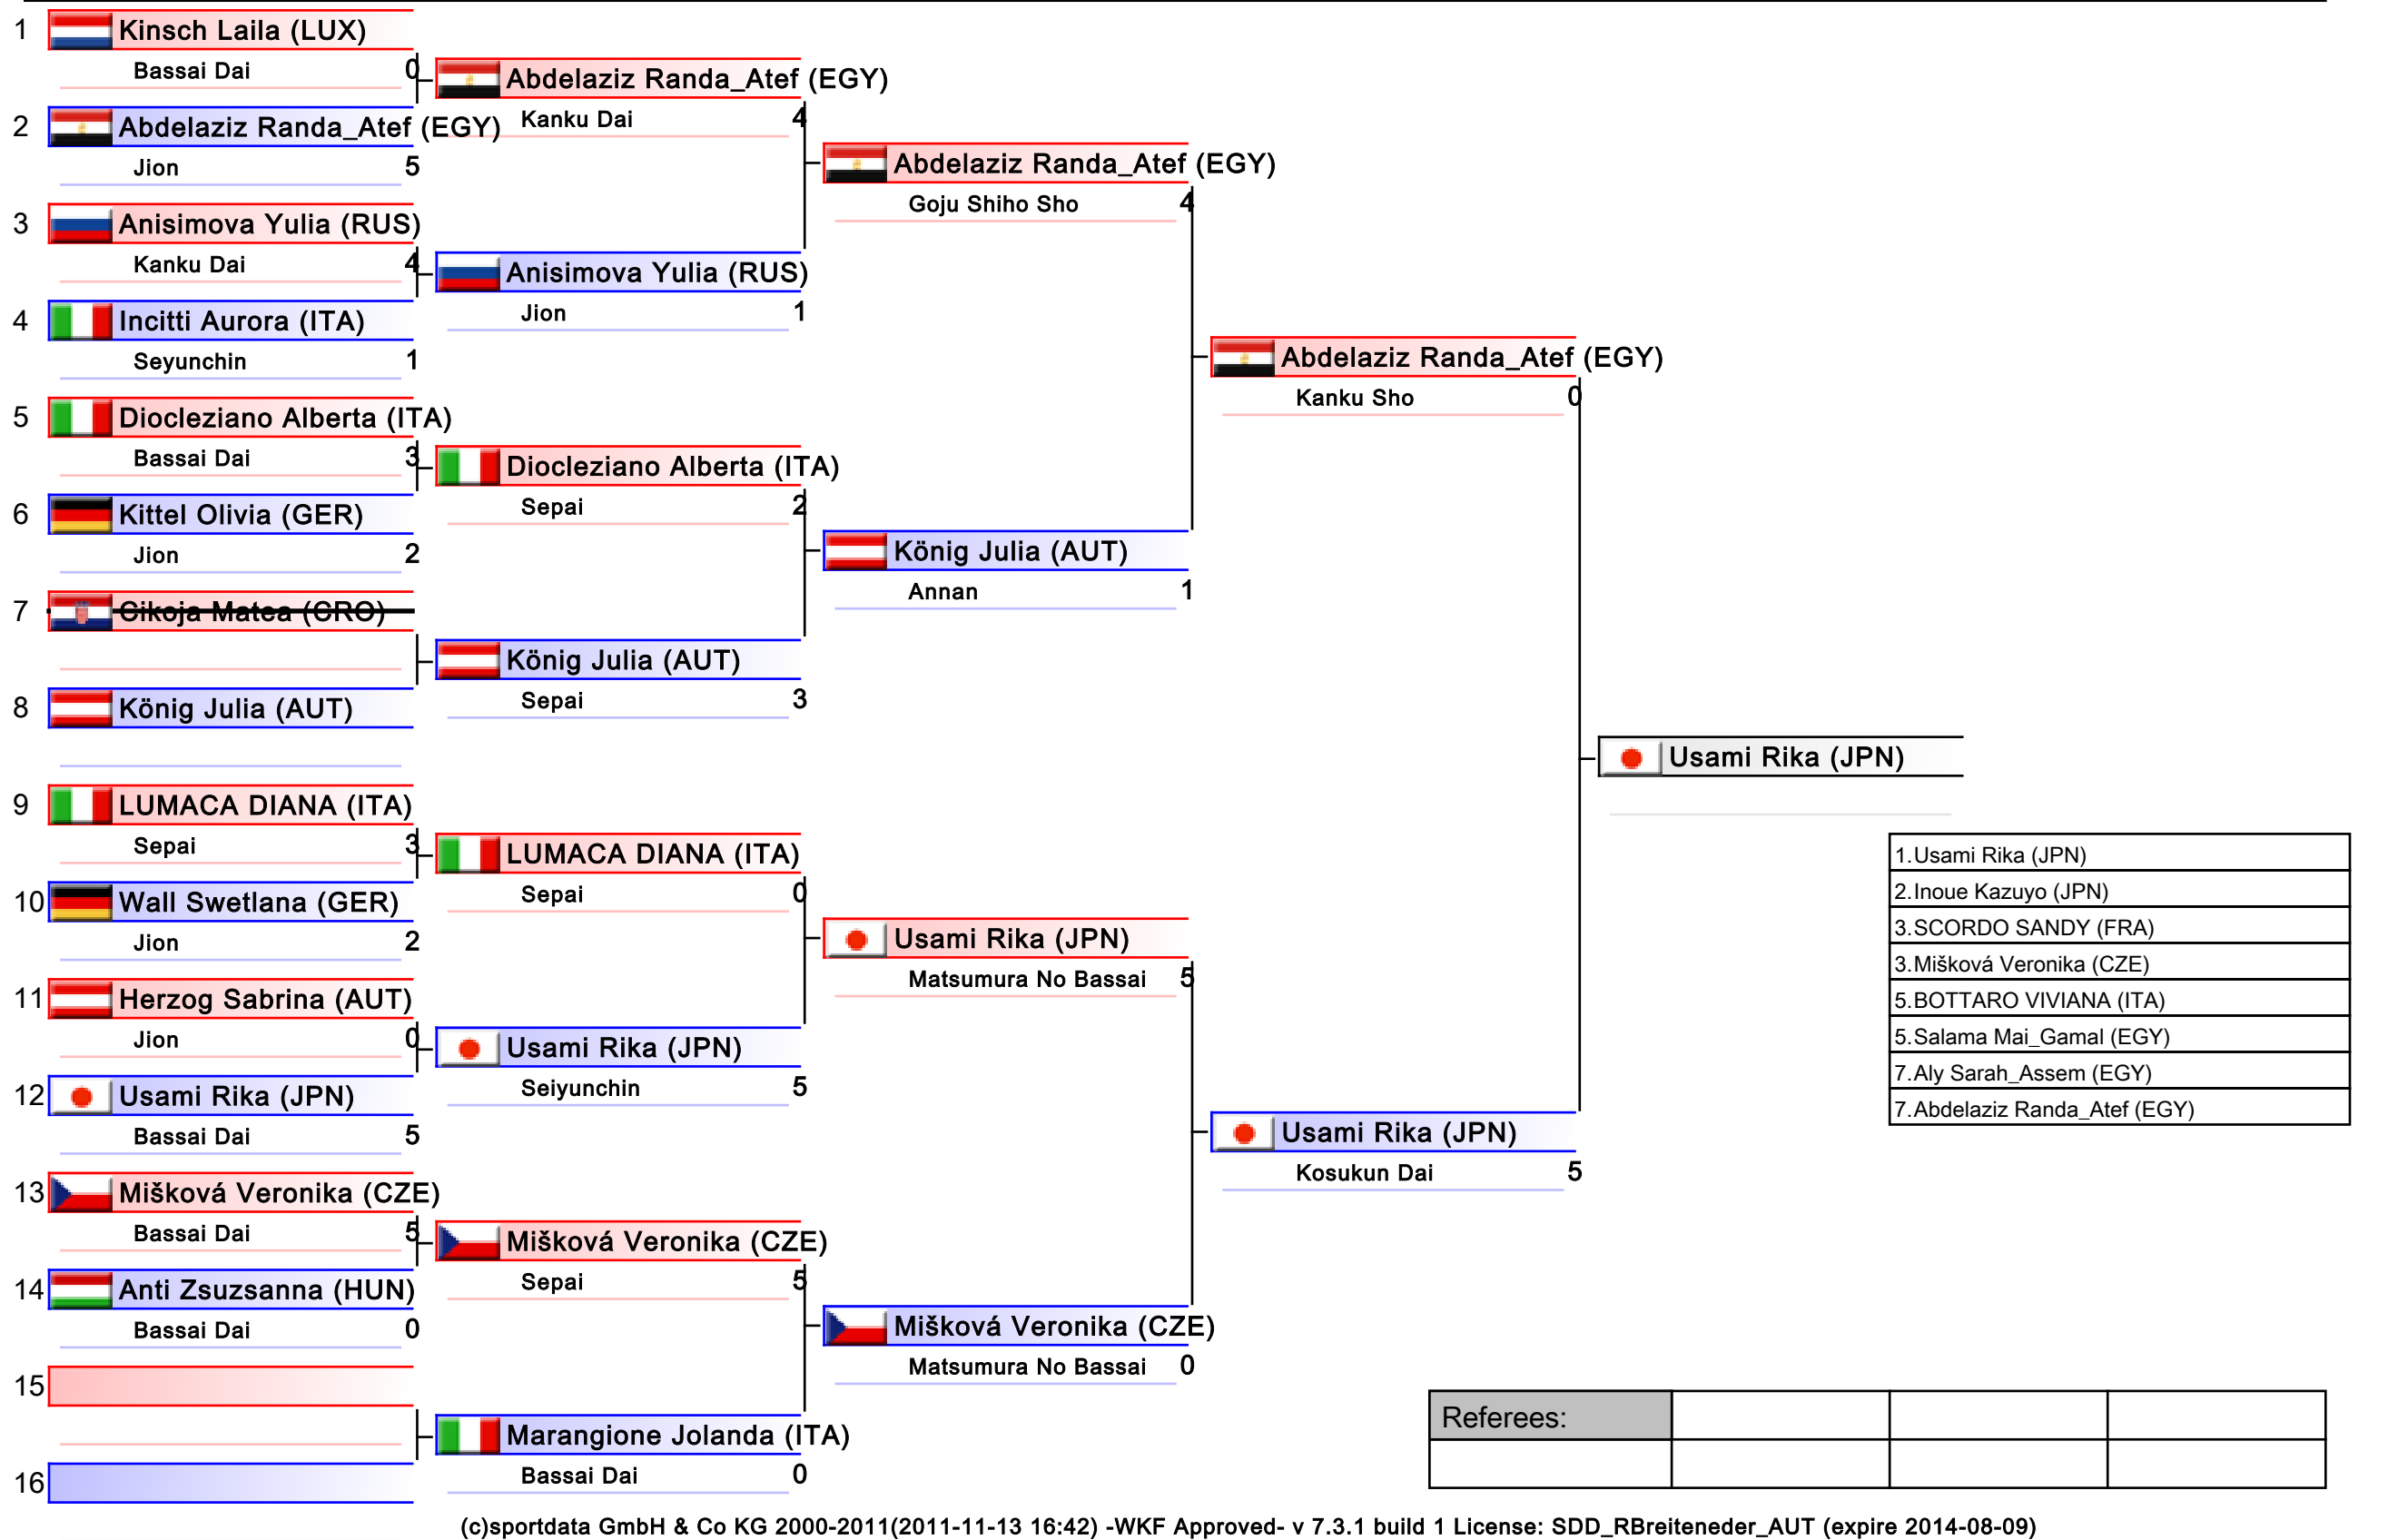 1 Kinsch Laila (LUX)
Bassai Dai 0
2 Abdelaziz Randa_Atef (EGY)
Jion 5
3 Anisimova Yulia (RUS)
Kanku Dai 4
4 Incitti Aurora (ITA)
Seyunchin 1
5 Diocleziano Alberta (ITA)
Bassai Dai 3
6 Kittel Olivia (GER)
Jion 2
7 Cikoja Matea (CRO)
8 König Julia (AUT)
9 LUMACA DIANA (ITA)
Sepai 3
10 Wall Swetlana (GER)
Jion 2
11 Herzog Sabrina (AUT)
Jion 0
12 Usami Rika (JPN)
Bassai Dai 5
13 Mišková Veronika (CZE)
Bassai Dai 5
14 Anti Zsuzsanna (HUN)
Bassai Dai 0
15
16
Abdelaziz Randa_Atef (EGY)
Kanku Dai 4
Anisimova Yulia (RUS)
Jion 1
Diocleziano Alberta (ITA)
Sepai 2
König Julia (AUT)
Sepai 3
LUMACA DIANA (ITA)
Sepai 0
Usami Rika (JPN)
Seiyunchin 5
Mišková Veronika (CZE)
Sepai 5
Marangione Jolanda (ITA)
Bassai Dai 0
Abdelaziz Randa_Atef (EGY)
Goju Shiho Sho 4
König Julia (AUT)
Annan 1
Usami Rika (JPN)
Matsumura No Bassai 5
Mišková Veronika (CZE)
Matsumura No Bassai 0
Abdelaziz Randa_Atef (EGY)
Kanku Sho 0
Usami Rika (JPN)
Kosukun Dai 5
Usami Rika (JPN)
1.Usami Rika (JPN)
2.Inoue Kazuyo (JPN)
3.SCORDO SANDY (FRA)
3.Mišková Veronika (CZE)
5.BOTTARO VIVIANA (ITA)
5.Salama Mai_Gamal (EGY)
7.Aly Sarah_Assem (EGY)
7.Abdelaziz Randa_Atef (EGY)
Referees:
(c)sportdata GmbH & Co KG 2000-2011(2011-11-13 16:42) -WKF Approved- v 7.3.1 build 1 License: SDD_RBreiteneder_AUT (expire 2014-08-09)